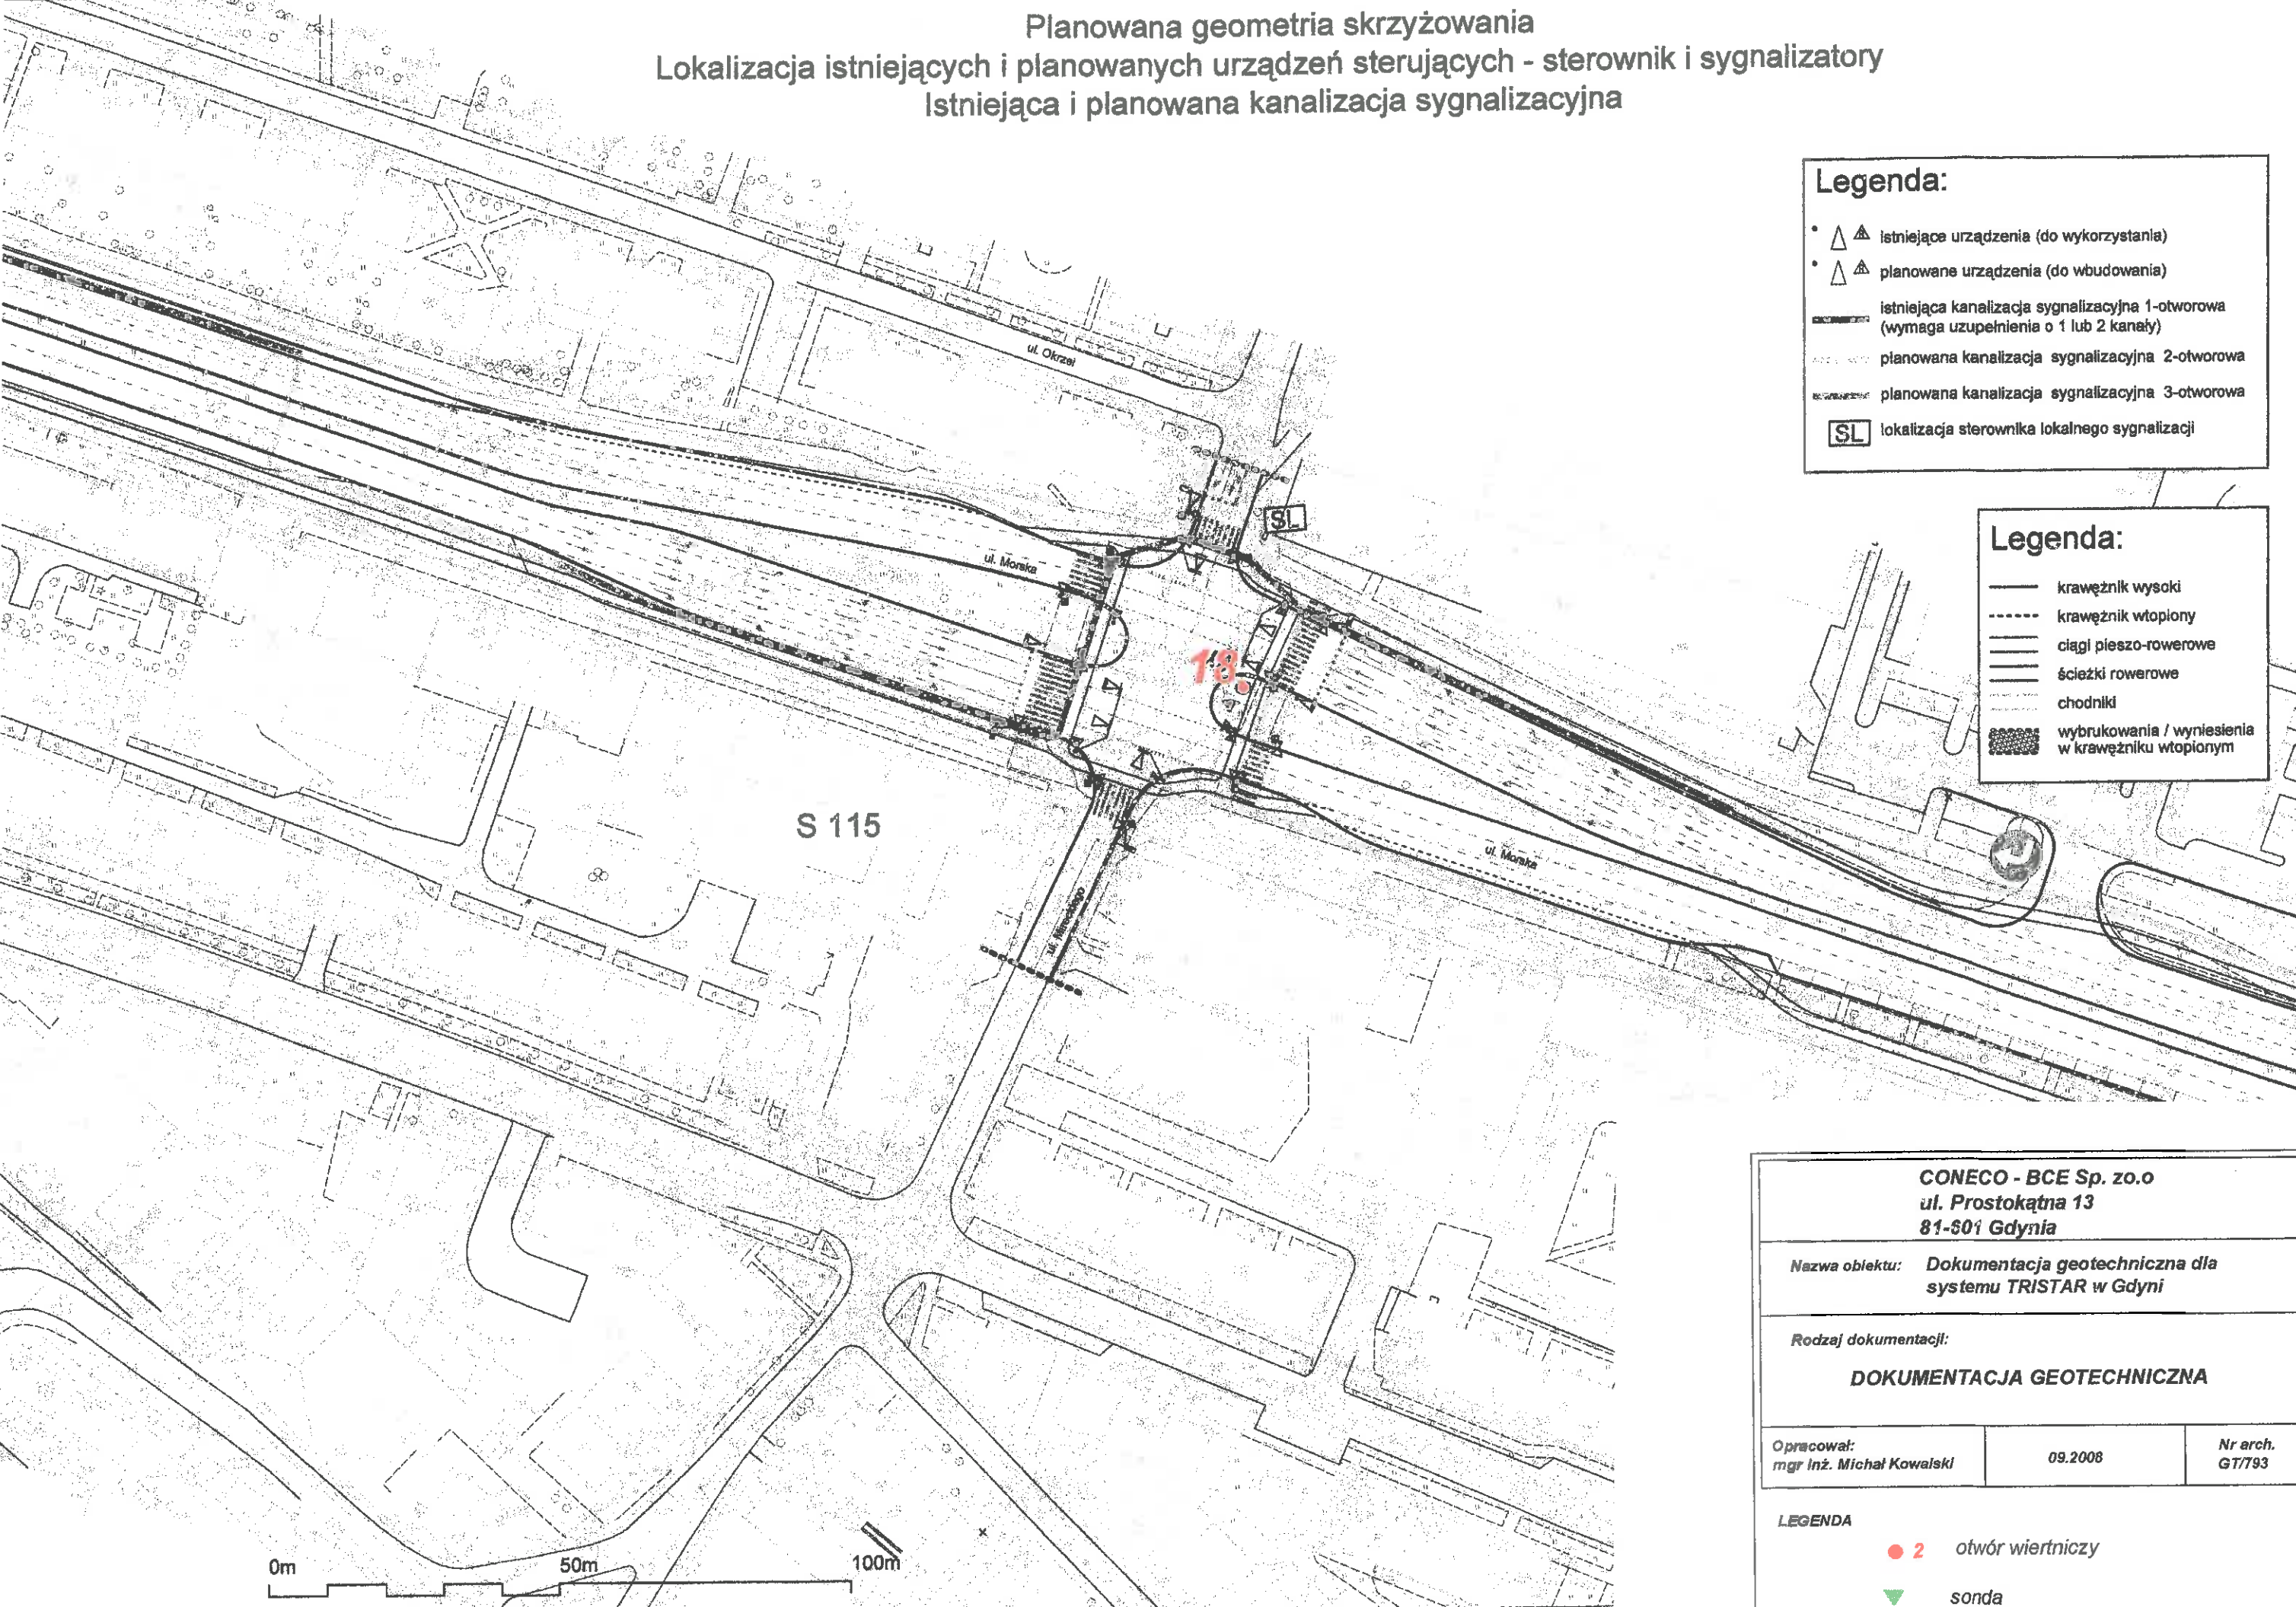 Planowana geometria skrzyżowania
Lokalizacja istniejących i planowanych urządzeń sterujących - sterownik i sygnalizatory
Istniejąca i planowana kanalizacja sygnalizacyjna
Legenda:
istniejące urządzenia (do wykorzystania)
planowane urządzenia (do wbudowania)
istniejąca kanalizacja sygnalizacyjna 1-otworowa
(wymaga uzupełnienia o 1 lub 2 kanały)
planowana kanalizacja sygnalizacyjna 2-otworowa
planowana kanalizacja sygnalizacyjna 3-otworowa
SL lokalizacja sterownika lokalnego sygnalizacji
Legenda:
krawężnik wysoki
krawężnik wtopiony
ciągi pieszo-rowerowe
ścieżki rowerowe
chodniki
wybrukowania / wyniesienia
w krawężniku wtopionym
ul. Okrzei
SL
ul. Morska
18.
S 115
ul. Morska
CONECO - BCE Sp. zo.o
ul. Prostokątna 13
81-601 Gdynia
Nazwa obiektu: Dokumentacja geotechniczna dla
systemu TRISTAR w Gdyni
Rodzaj dokumentacji:
DOKUMENTACJA GEOTECHNICZNA
Opracował:
mgr inż. Michał Kowalski
09.2008
Nr arch.
GT/793
LEGENDA
2 otwór wiertniczy
sonda
0m 50m 100m